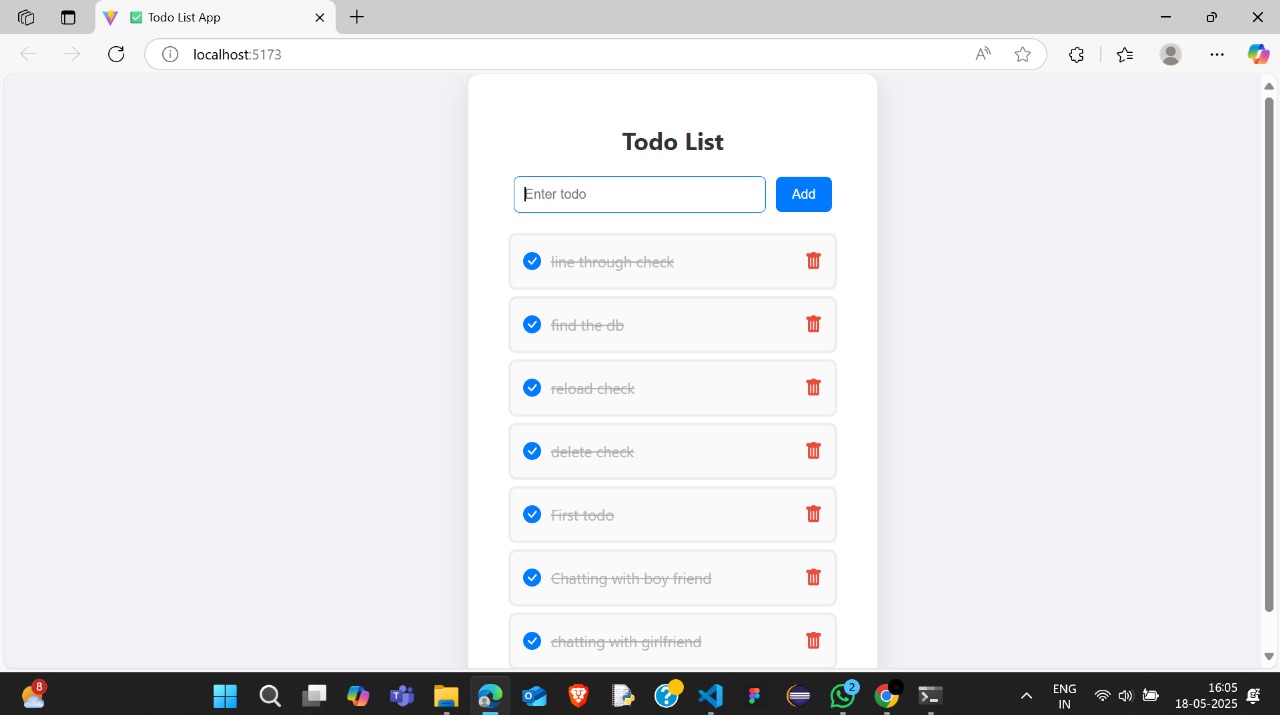 Todo List App
localhost:5173
Todo List
Enter todo
Add
line through check
find the db
reload check
delete check
First todo
Chatting with boy friend
chatting with girlfriend
8
2
ENG
IN
16:05
18-05-2025